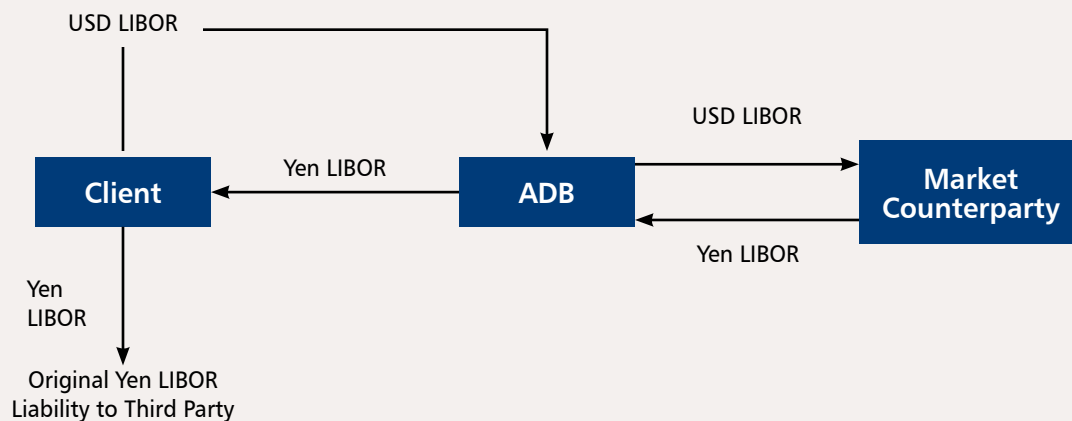 USD LIBOR
USD LIBOR
Yen LIBOR
Client
ADB
Market
Counterparty
Yen LIBOR
Yen
LIBOR
Original Yen LIBOR
Liability to Third Party